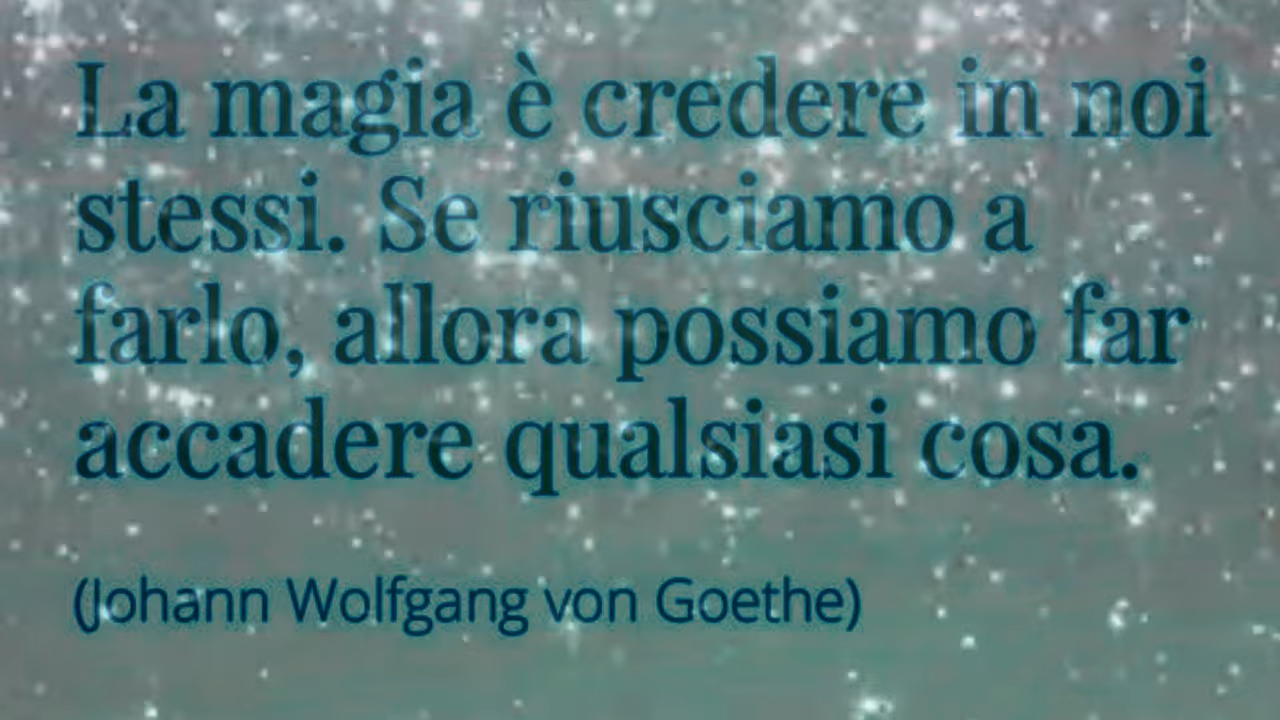 La magia è credere in noi
stessi. Se riusciamo a
farlo, allora possiamo far
accadere qualsiasi cosa.
(Johann Wolfgang von Goethe)